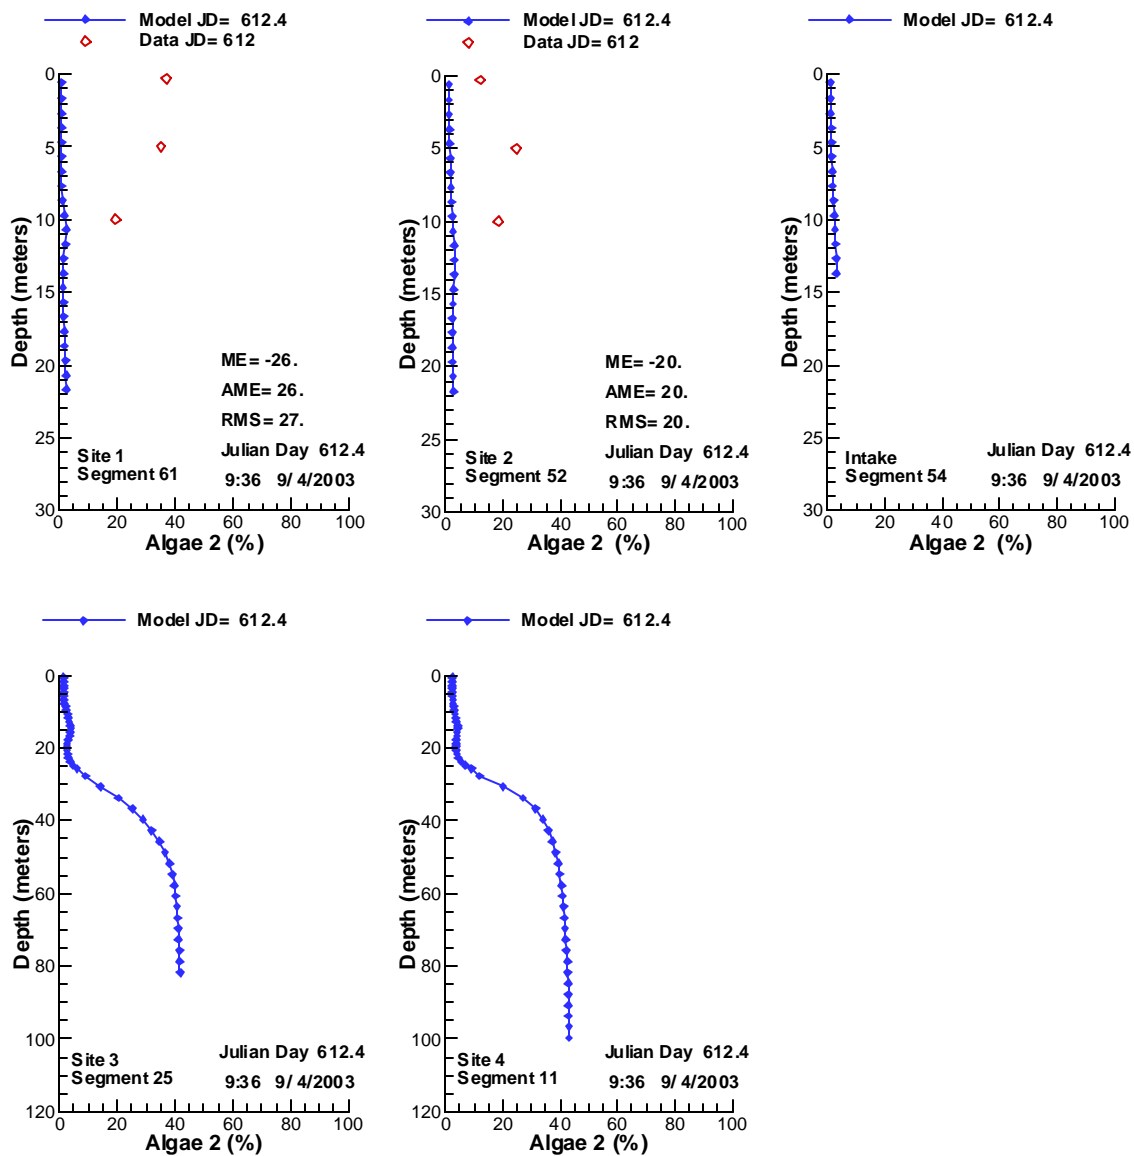 Model JD= 612.4
Data JD= 612
0
5
10
15
20
25
30
Depth (meters)
ME= -26.
AME= 26.
RMS= 27.
Julian Day 612.4
9:36 9/ 4/2003
Site 1
Segment 61
0 20 40 60 80 100
Algae 2 (%)
Model JD= 612.4
Data JD= 612
0
5
10
15
20
25
30
Depth (meters)
ME= -20.
AME= 20.
RMS= 20.
Julian Day 612.4
9:36 9/ 4/2003
Site 2
Segment 52
0 20 40 60 80 100
Algae 2 (%)
Model JD= 612.4
0
5
10
15
20
25
30
Depth (meters)
Julian Day 612.4
9:36 9/ 4/2003
Intake
Segment 54
0 20 40 60 80 100
Algae 2 (%)
Model JD= 612.4
0
20
40
60
80
100
120
Depth (meters)
Julian Day 612.4
9:36 9/ 4/2003
Site 3
Segment 25
0 20 40 60 80 100
Algae 2 (%)
Model JD= 612.4
0
20
40
60
80
100
120
Depth (meters)
Julian Day 612.4
9:36 9/ 4/2003
Site 4
Segment 11
0 20 40 60 80 100
Algae 2 (%)